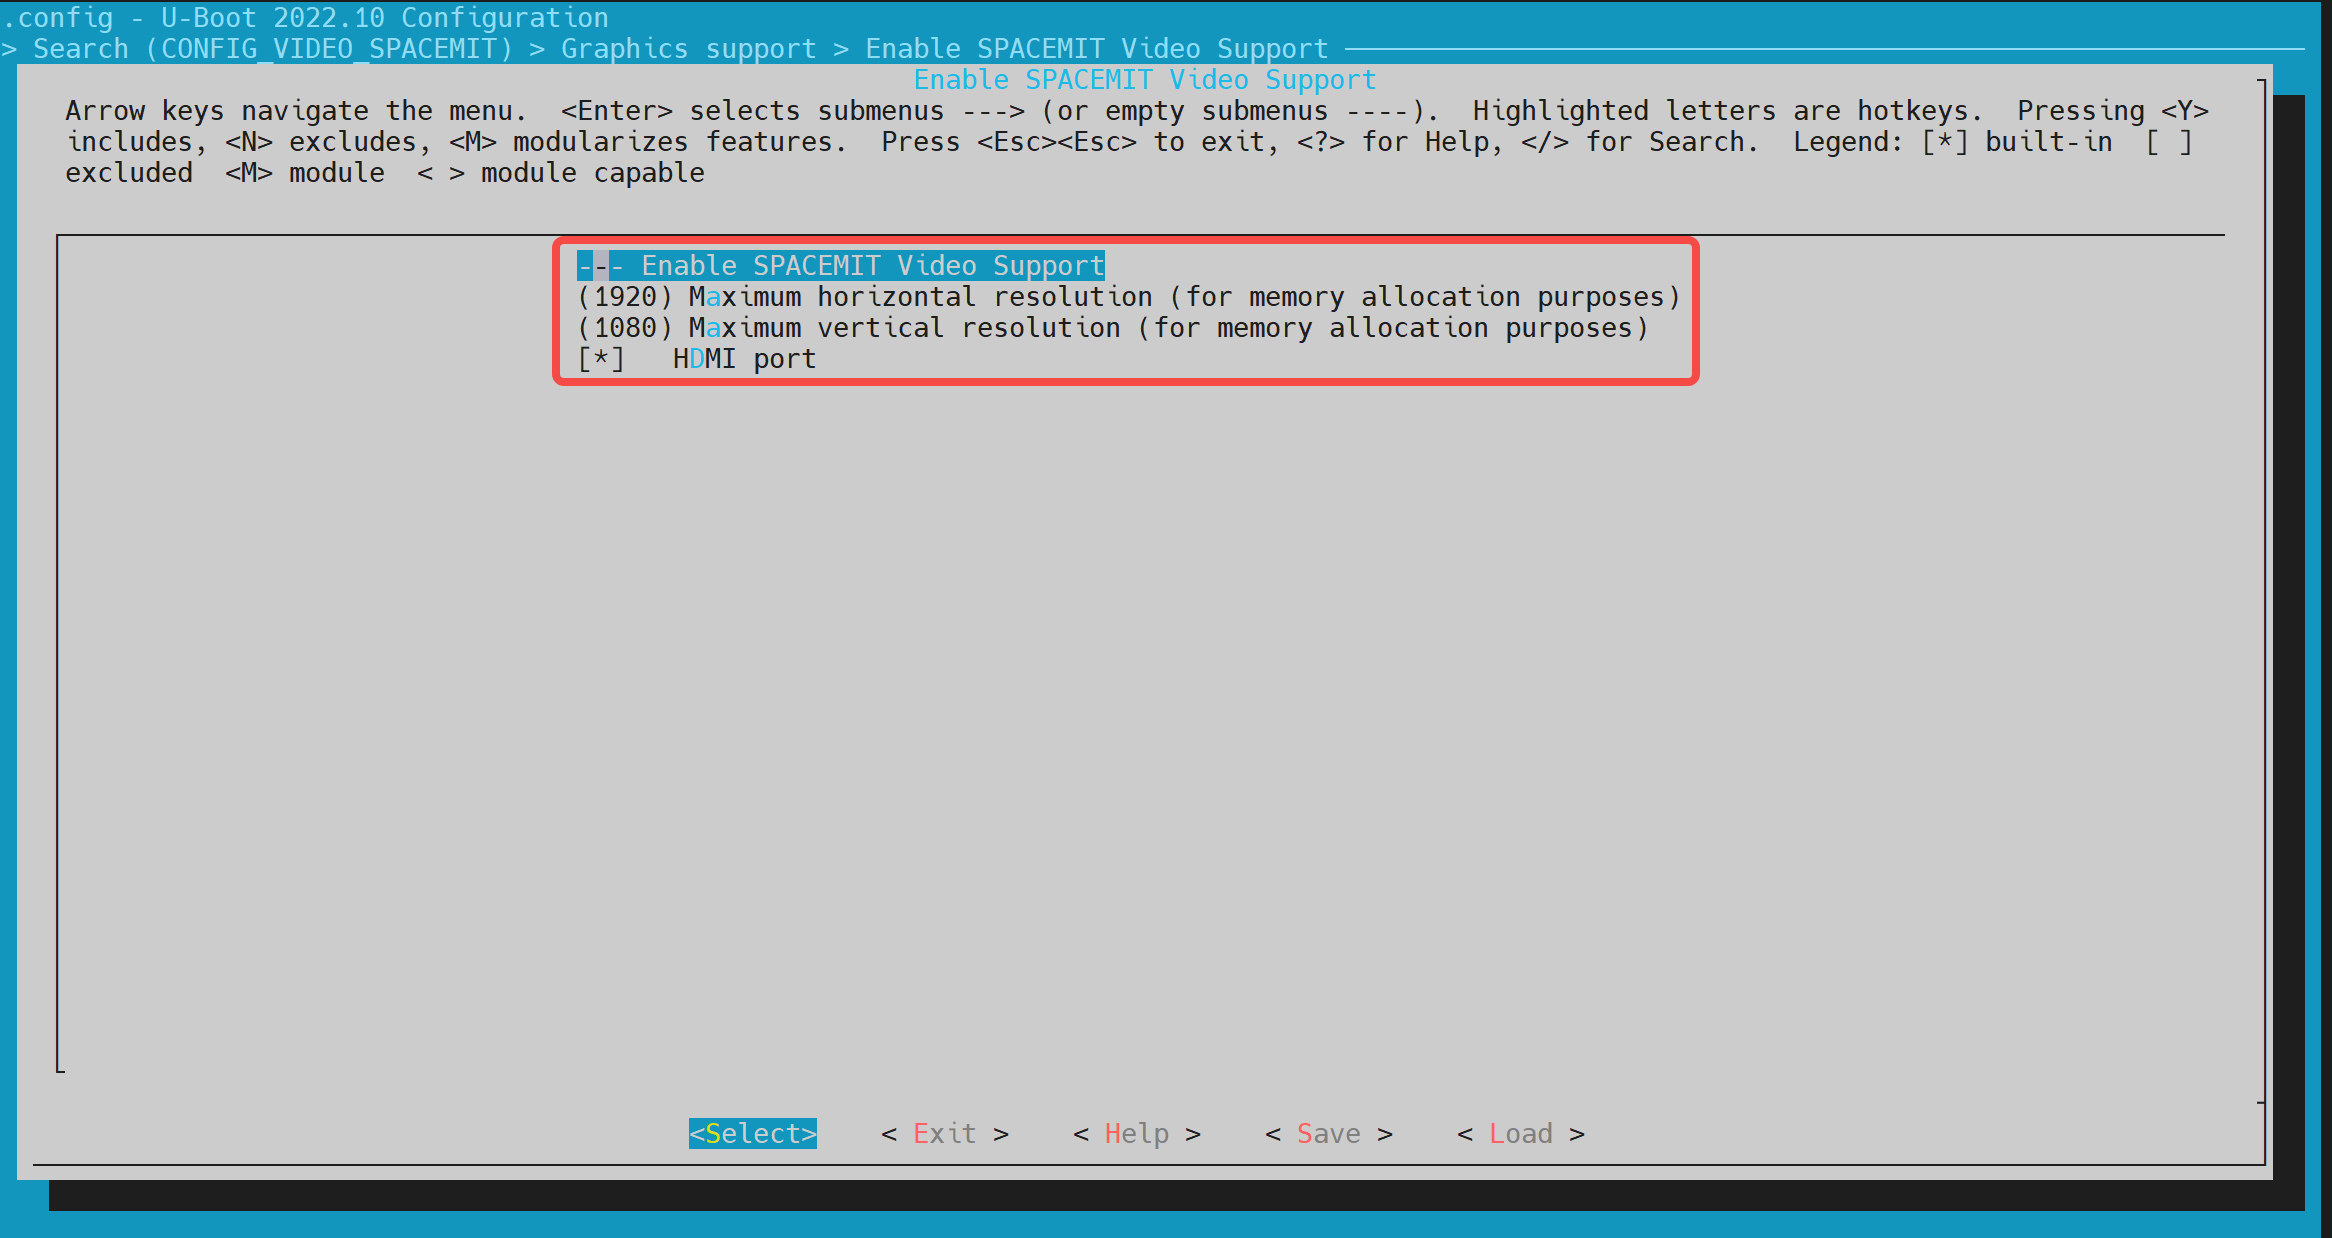 .config - U-Boot 2022.10 Configuration
> Search (CONFIG_VIDEO_SPACEMIT) > Graphics support > Enable SPACEMIT Video Support
Enable SPACEMIT Video Support
Arrow keys navigate the menu.  <Enter> selects submenus ---> (or empty submenus ----).  Highlighted letters are hotkeys.  Pressing <Y>
includes, <N> excludes, <M> modularizes features.  Press <Esc><Esc> to exit, <?> for Help, </> for Search.  Legend: [*] built-in  [ ]
excluded  <M> module  < > module capable
--- Enable SPACEMIT Video Support
(1920) Maximum horizontal resolution (for memory allocation purposes)
(1080) Maximum vertical resolution (for memory allocation purposes)
[*]   HDMI port
<Select>    < Exit >    < Help >    < Save >    < Load >